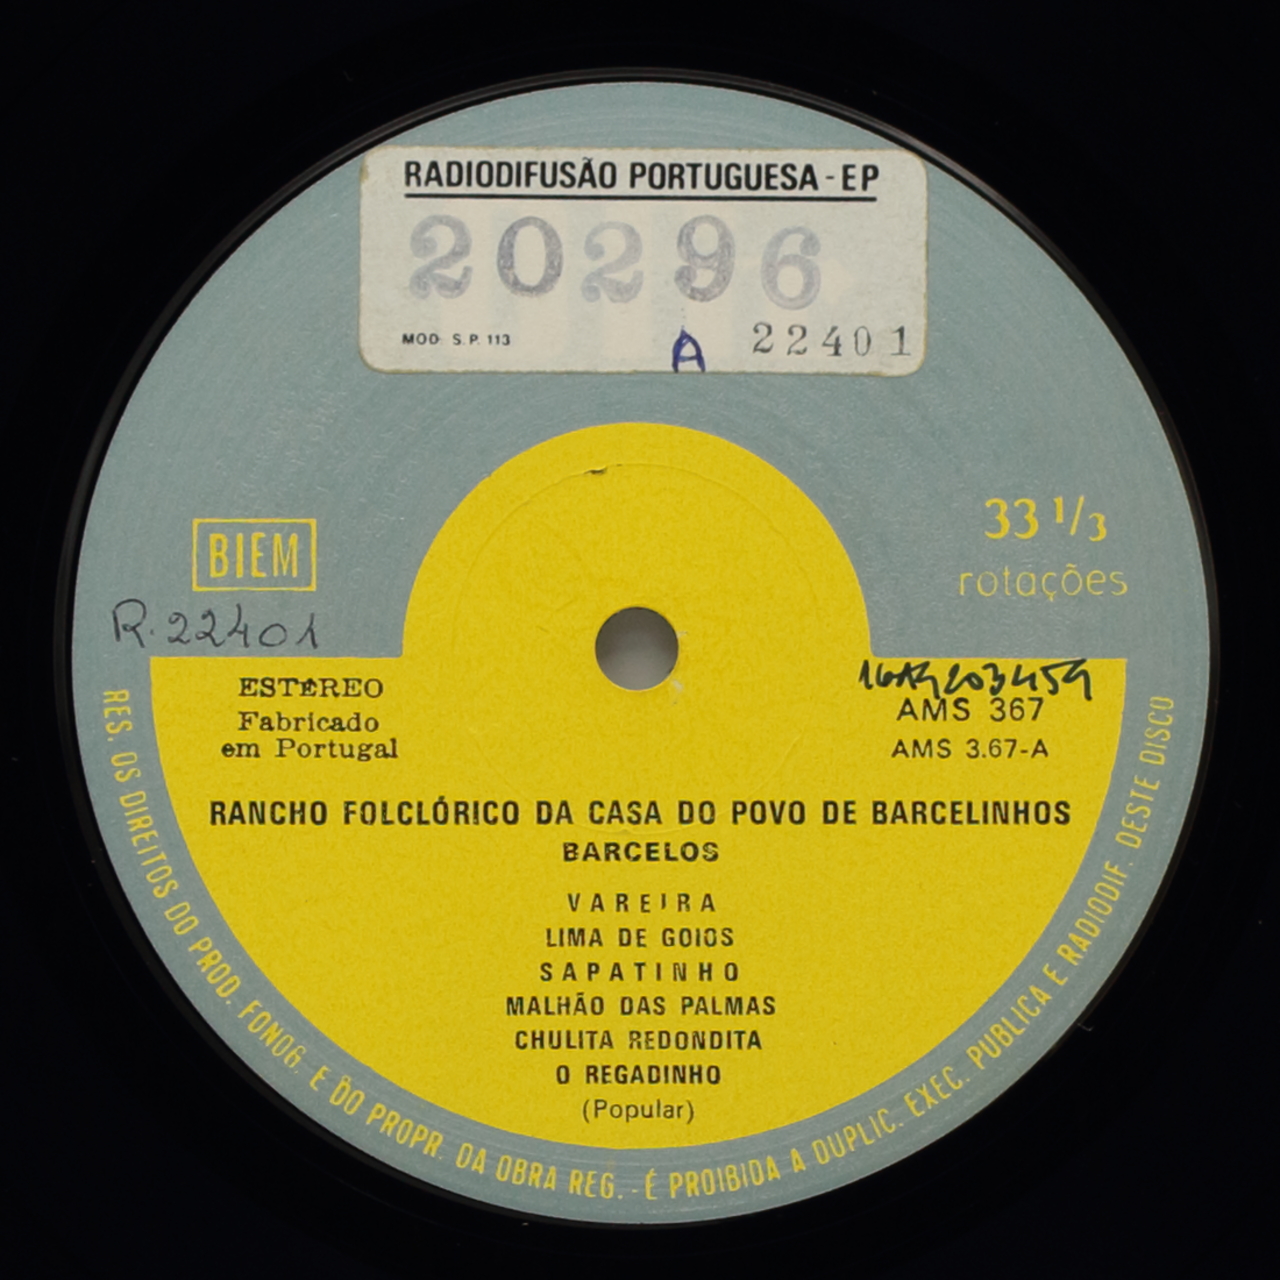 RADIODIFUSÃO PORTUGUESA - EP
20296
MOD. S.P. 113
A 22401
BIEM
33 1/3
rotações
R. 22401
ESTÉREO
Fabricado
em Portugal
AMS 367
AMS 3.67-A
RANCHO FOLCLÓRICO DA CASA DO POVO DE BARCELINHOS
BARCELOS
VAREIRA
LIMA DE GOIOS
SAPATINHO
MALHÃO DAS PALMAS
CHULITA REDONDITA
O REGADINHO
(Popular)
RES. OS DIREITOS DO PROD. FONOG. E DO PROPR. DA OBRA REG. - É PROIBIDA A DUPLIC. EXEC. PUBLICA E RADIODIF. DESTE DISCO